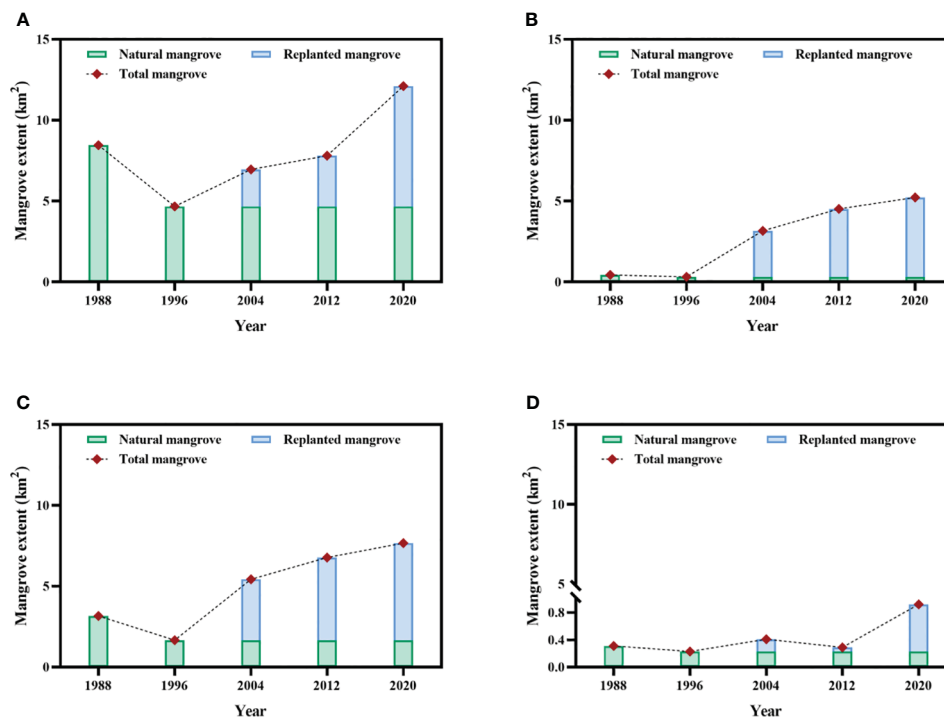 A
Mangrove extent (km2)
15
10
5
0
Natural mangrove
Replanted mangrove
Total mangrove
1988
1996
2004
2012
2020
Year
B
Mangrove extent (km2)
15
10
5
0
Natural mangrove
Replanted mangrove
Total mangrove
1988
1996
2004
2012
2020
Year
C
Mangrove extent (km2)
15
10
5
0
Natural mangrove
Replanted mangrove
Total mangrove
1988
1996
2004
2012
2020
Year
D
Mangrove extent (km2)
15
10
5
0.8
0.4
0.0
Natural mangrove
Replanted mangrove
Total mangrove
1988
1996
2004
2012
2020
Year